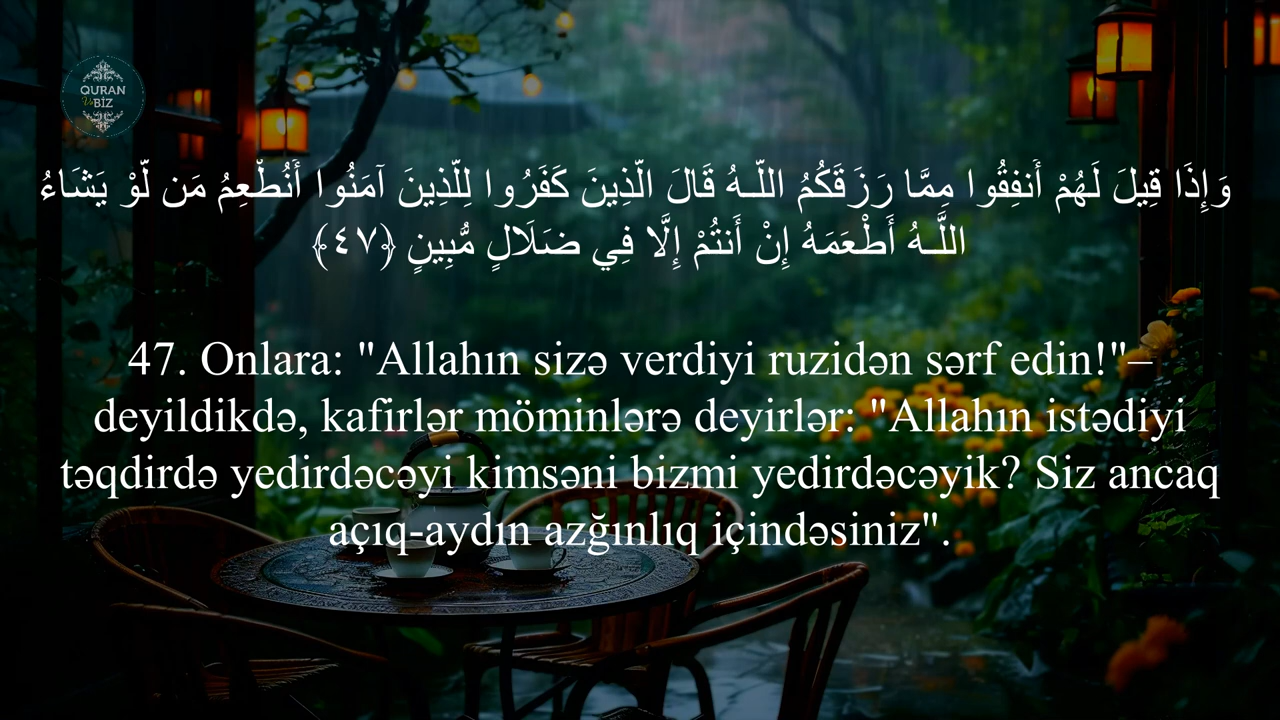 QURAN
Və
BİZ
وَإِذَا قِيلَ لَهُمْ أَنفِقُوا مِمَّا رَزَقَكُمُ اللَّـهُ قَالَ الَّذِينَ كَفَرُوا لِلَّذِينَ آمَنُوا أَنُطْعِمُ مَن لَّوْ يَشَاءُ
اللَّـهُ أَطْعَمَهُ إِنْ أَنتُمْ إِلَّا فِي ضَلَالٍ مُّبِينٍ ﴿٤٧﴾
47. Onlara: "Allahın sizə verdiyi ruzidən sərf edin!"–
deyildikdə, kafirlər möminlərə deyirlər: "Allahın istədiyi
təqdirdə yedirdəcəyi kimsəni bizmi yedirdəcəyik? Siz ancaq
açıq-aydın azğınlıq içindəsiniz".